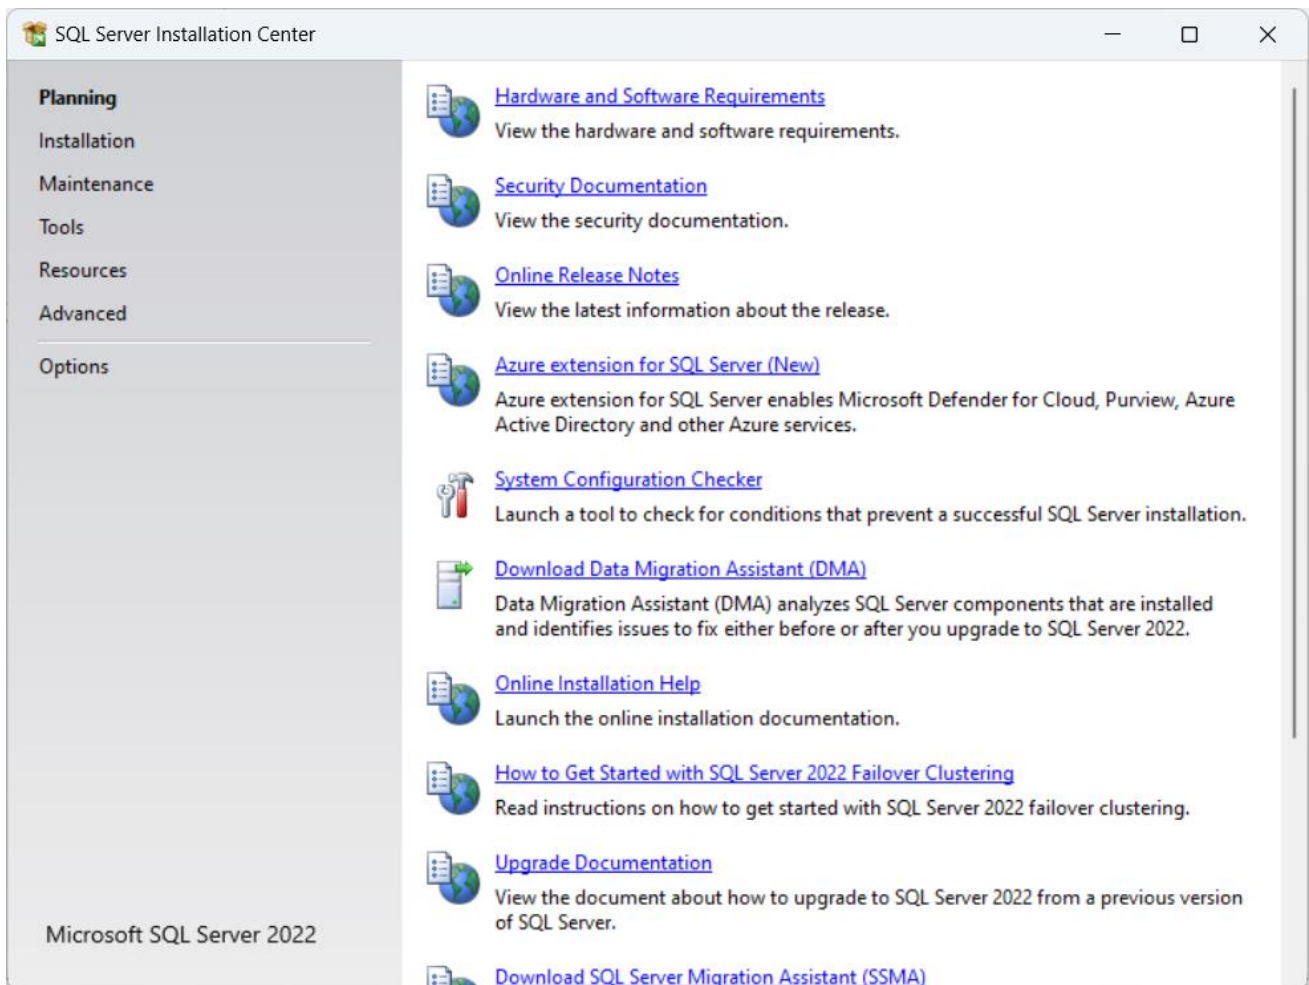 SQL Server Installation Center
Planning
Installation
Maintenance
Tools
Resources
Advanced
Options
Microsoft SQL Server 2022
Hardware and Software Requirements
View the hardware and software requirements.
Security Documentation
View the security documentation.
Online Release Notes
View the latest information about the release.
Azure extension for SQL Server (New)
Azure extension for SQL Server enables Microsoft Defender for Cloud, Purview, Azure
Active Directory and other Azure services.
System Configuration Checker
Launch a tool to check for conditions that prevent a successful SQL Server installation.
Download Data Migration Assistant (DMA)
Data Migration Assistant (DMA) analyzes SQL Server components that are installed
and identifies issues to fix either before or after you upgrade to SQL Server 2022.
Online Installation Help
Launch the online installation documentation.
How to Get Started with SQL Server 2022 Failover Clustering
Read instructions on how to get started with SQL Server 2022 failover clustering.
Upgrade Documentation
View the document about how to upgrade to SQL Server 2022 from a previous version
of SQL Server.
Download SQL Server Migration Assistant (SSMA)